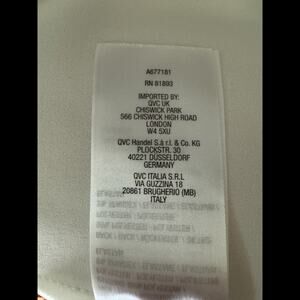 A677181
RN 81893
IMPORTED BY:
QVC UK
CHISWICK PARK
566 CHISWICK HIGH ROAD
LONDON
W4 5XU
QVC Handel S.à r.l. & Co. KG
PLOCKSTR. 30
40221 DÜSSELDORF
GERMANY
QVC ITALIA S.R.L
VIA GUZZINA 18
20861 BRUGHERIO (MB)
ITALY